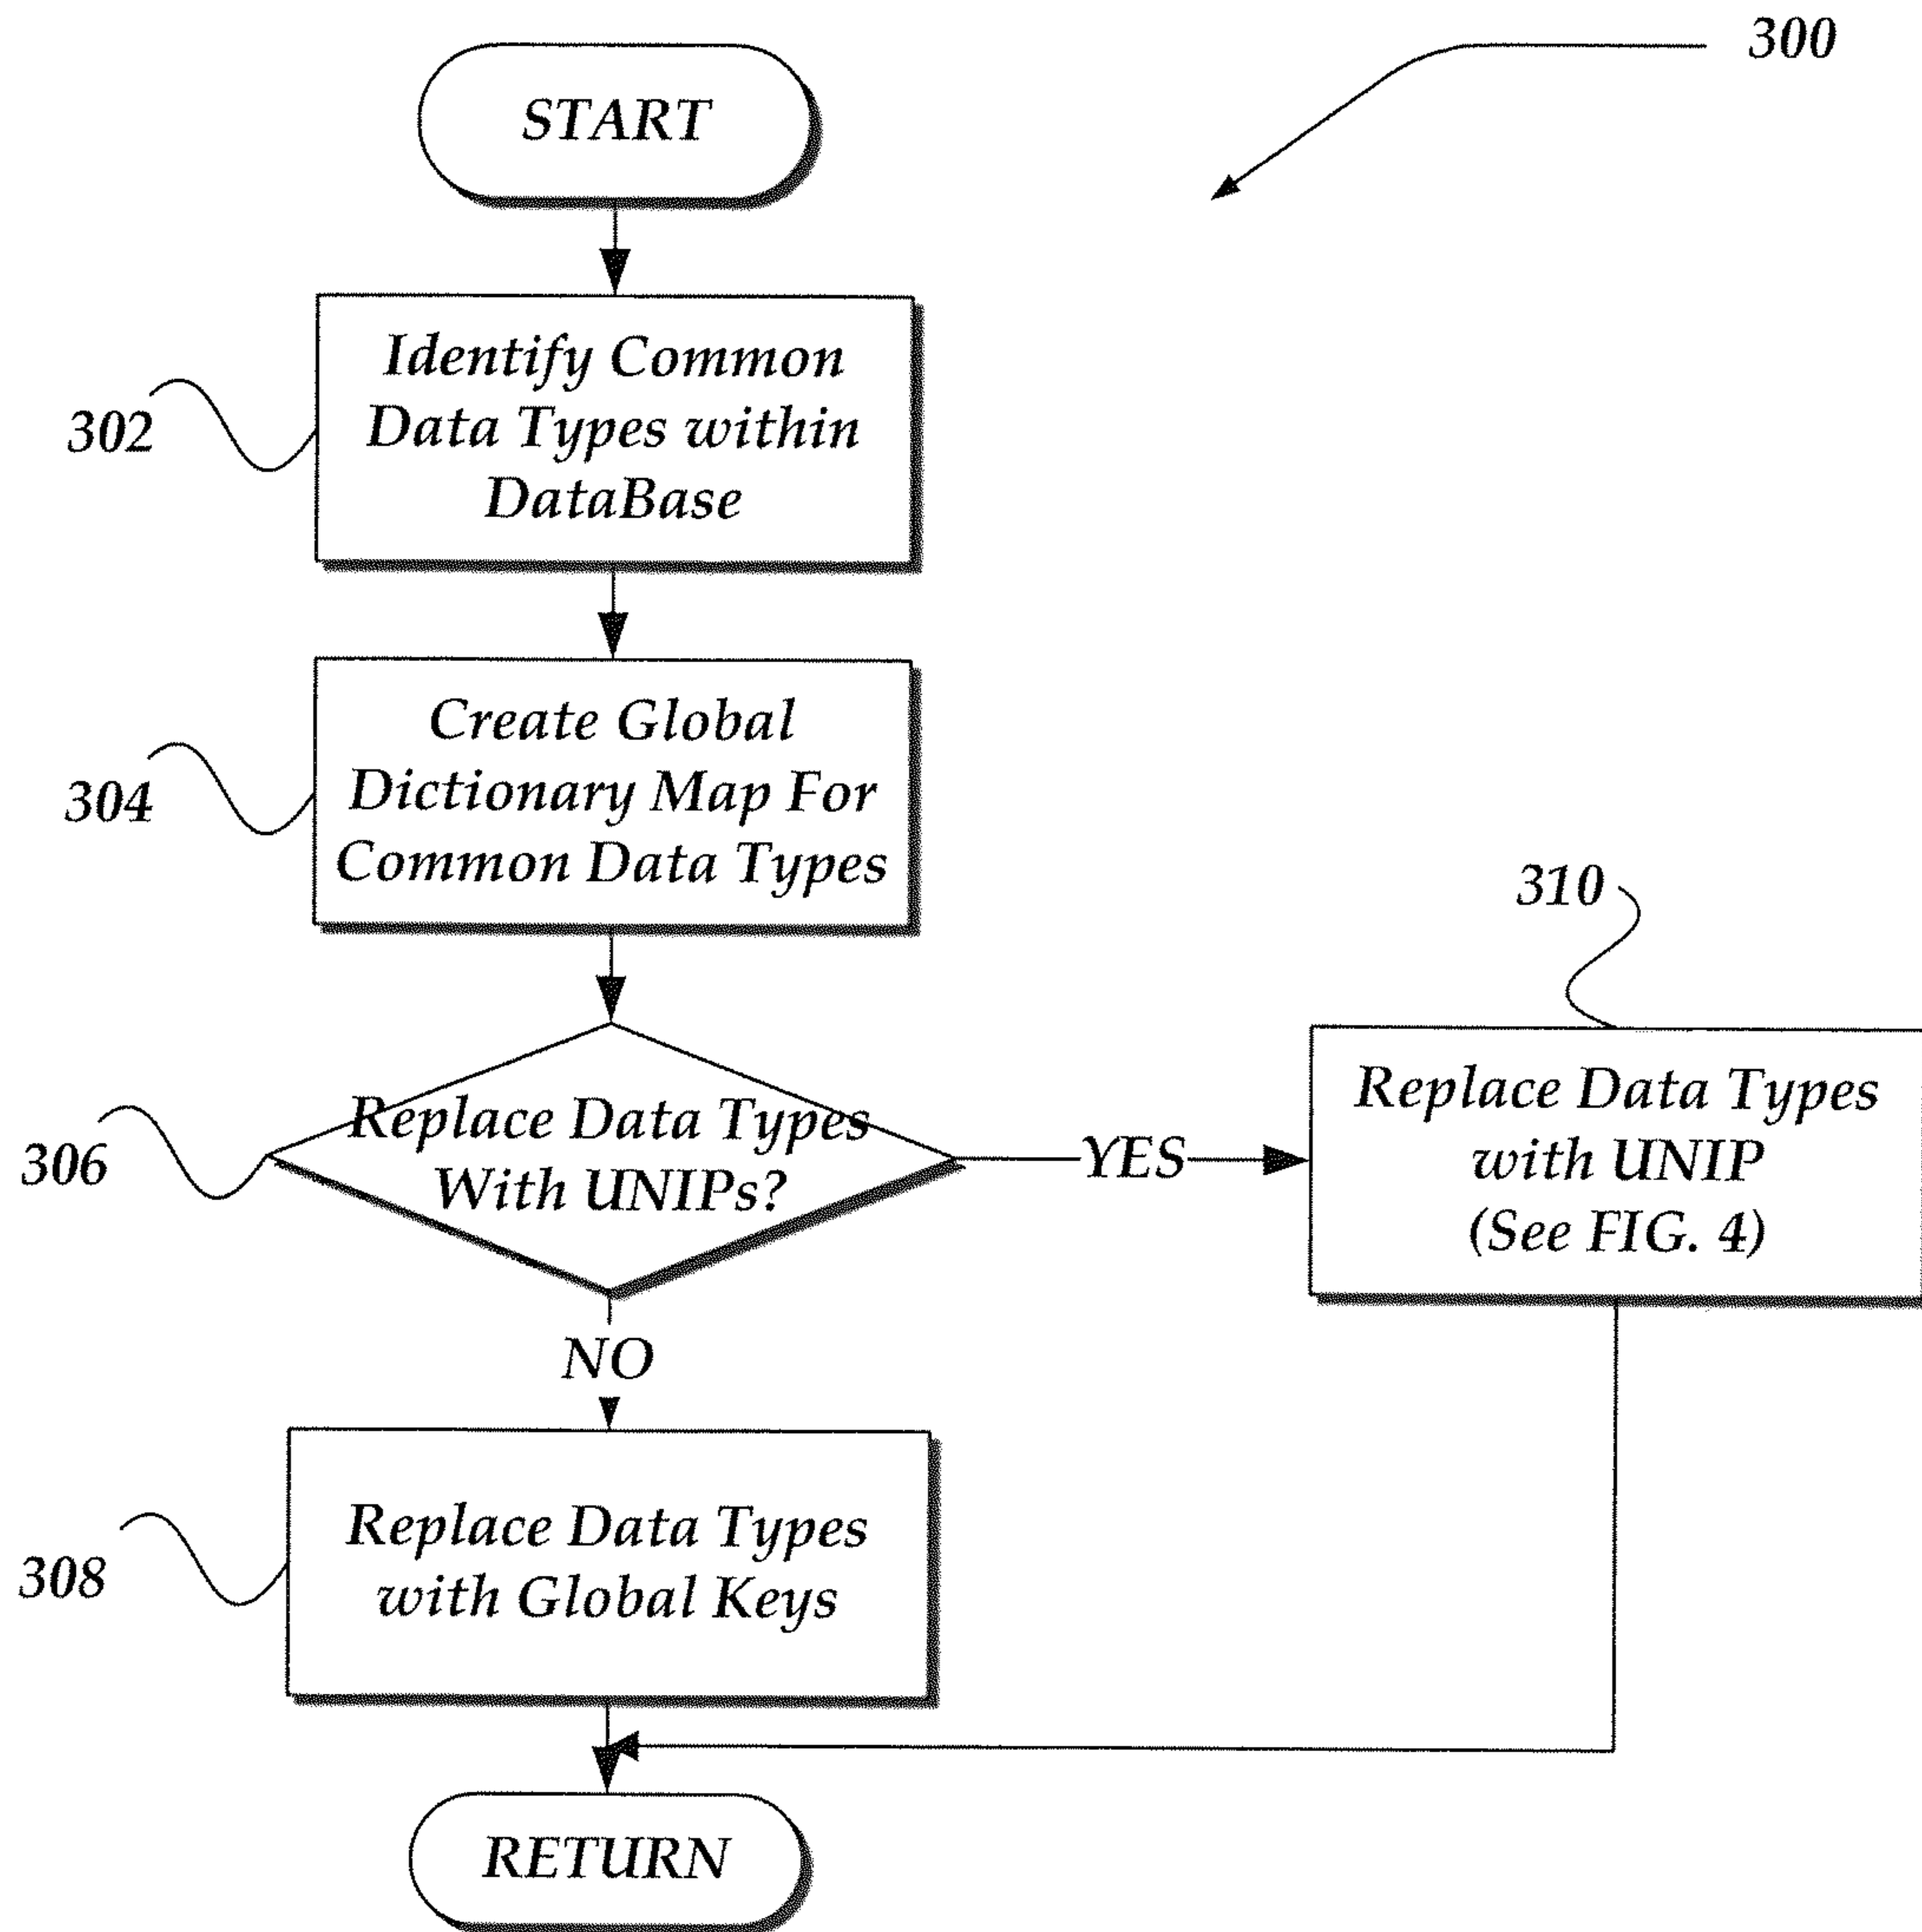 300
START
302
Identify Common
Data Types within
DataBase
304
Create Global
Dictionary Map For
Common Data Types
306
Replace Data Types
With UNIPs?
YES
310
Replace Data Types
with UNIP
(See FIG. 4)
NO
308
Replace Data Types
with Global Keys
RETURN